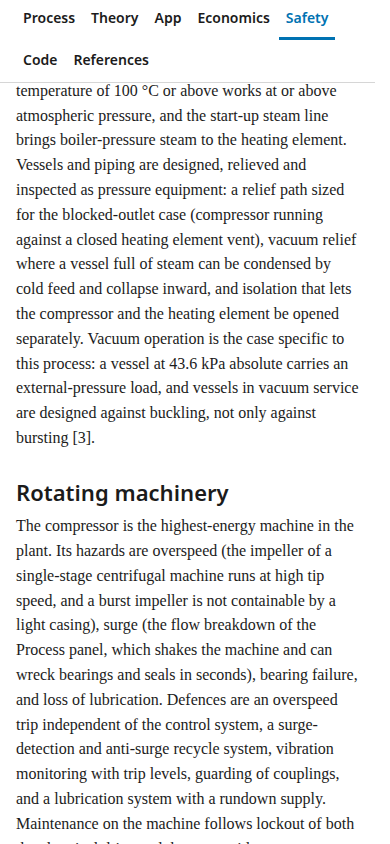 Process Theory App Economics Safety
Code References
temperature of 100 °C or above works at or above
atmospheric pressure, and the start-up steam line
brings boiler-pressure steam to the heating element.
Vessels and piping are designed, relieved and
inspected as pressure equipment: a relief path sized
for the blocked-outlet case (compressor running
against a closed heating element vent), vacuum relief
where a vessel full of steam can be condensed by
cold feed and collapse inward, and isolation that lets
the compressor and the heating element be opened
separately. Vacuum operation is the case specific to
this process: a vessel at 43.6 kPa absolute carries an
external-pressure load, and vessels in vacuum service
are designed against buckling, not only against
bursting [3].
Rotating machinery
The compressor is the highest-energy machine in the
plant. Its hazards are overspeed (the impeller of a
single-stage centrifugal machine runs at high tip
speed, and a burst impeller is not containable by a
light casing), surge (the flow breakdown of the
Process panel, which shakes the machine and can
wreck bearings and seals in seconds), bearing failure,
and loss of lubrication. Defences are an overspeed
trip independent of the control system, a surge-
detection and anti-surge recycle system, vibration
monitoring with trip levels, guarding of couplings,
and a lubrication system with a rundown supply.
Maintenance on the machine follows lockout of both